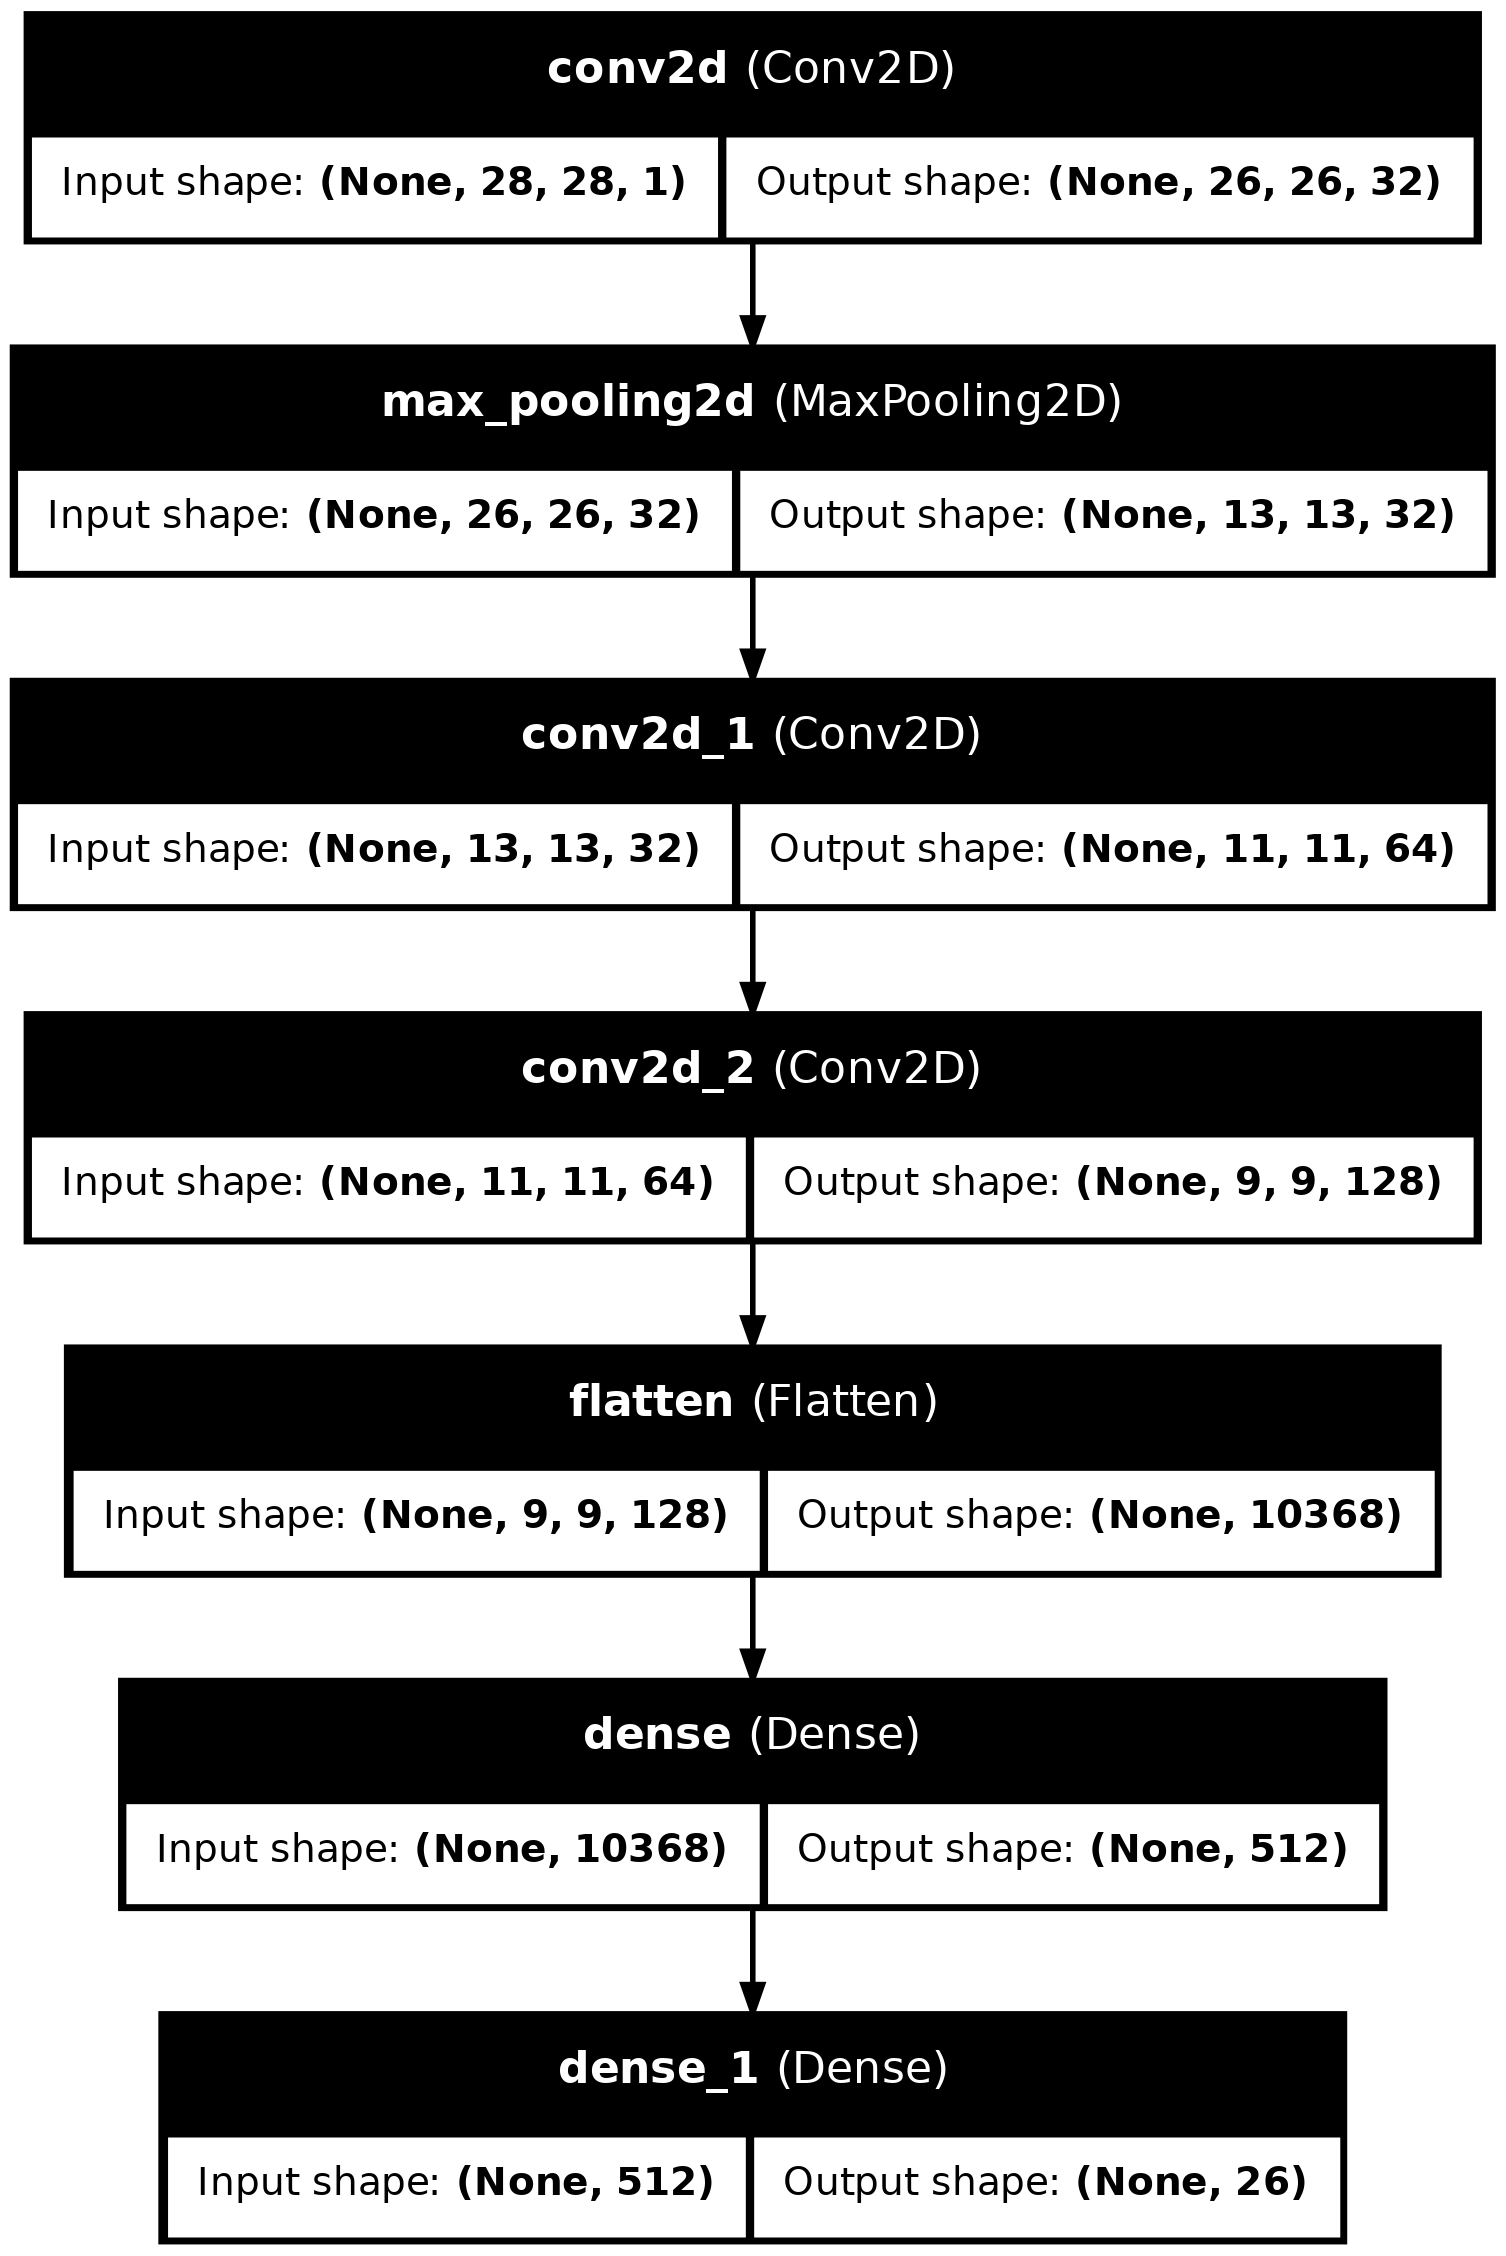 conv2d (Conv2D)
Input shape: (None, 28, 28, 1) Output shape: (None, 26, 26, 32)
max_pooling2d (MaxPooling2D)
Input shape: (None, 26, 26, 32) Output shape: (None, 13, 13, 32)
conv2d_1 (Conv2D)
Input shape: (None, 13, 13, 32) Output shape: (None, 11, 11, 64)
conv2d_2 (Conv2D)
Input shape: (None, 11, 11, 64) Output shape: (None, 9, 9, 128)
flatten (Flatten)
Input shape: (None, 9, 9, 128) Output shape: (None, 10368)
dense (Dense)
Input shape: (None, 10368) Output shape: (None, 512)
dense_1 (Dense)
Input shape: (None, 512) Output shape: (None, 26)